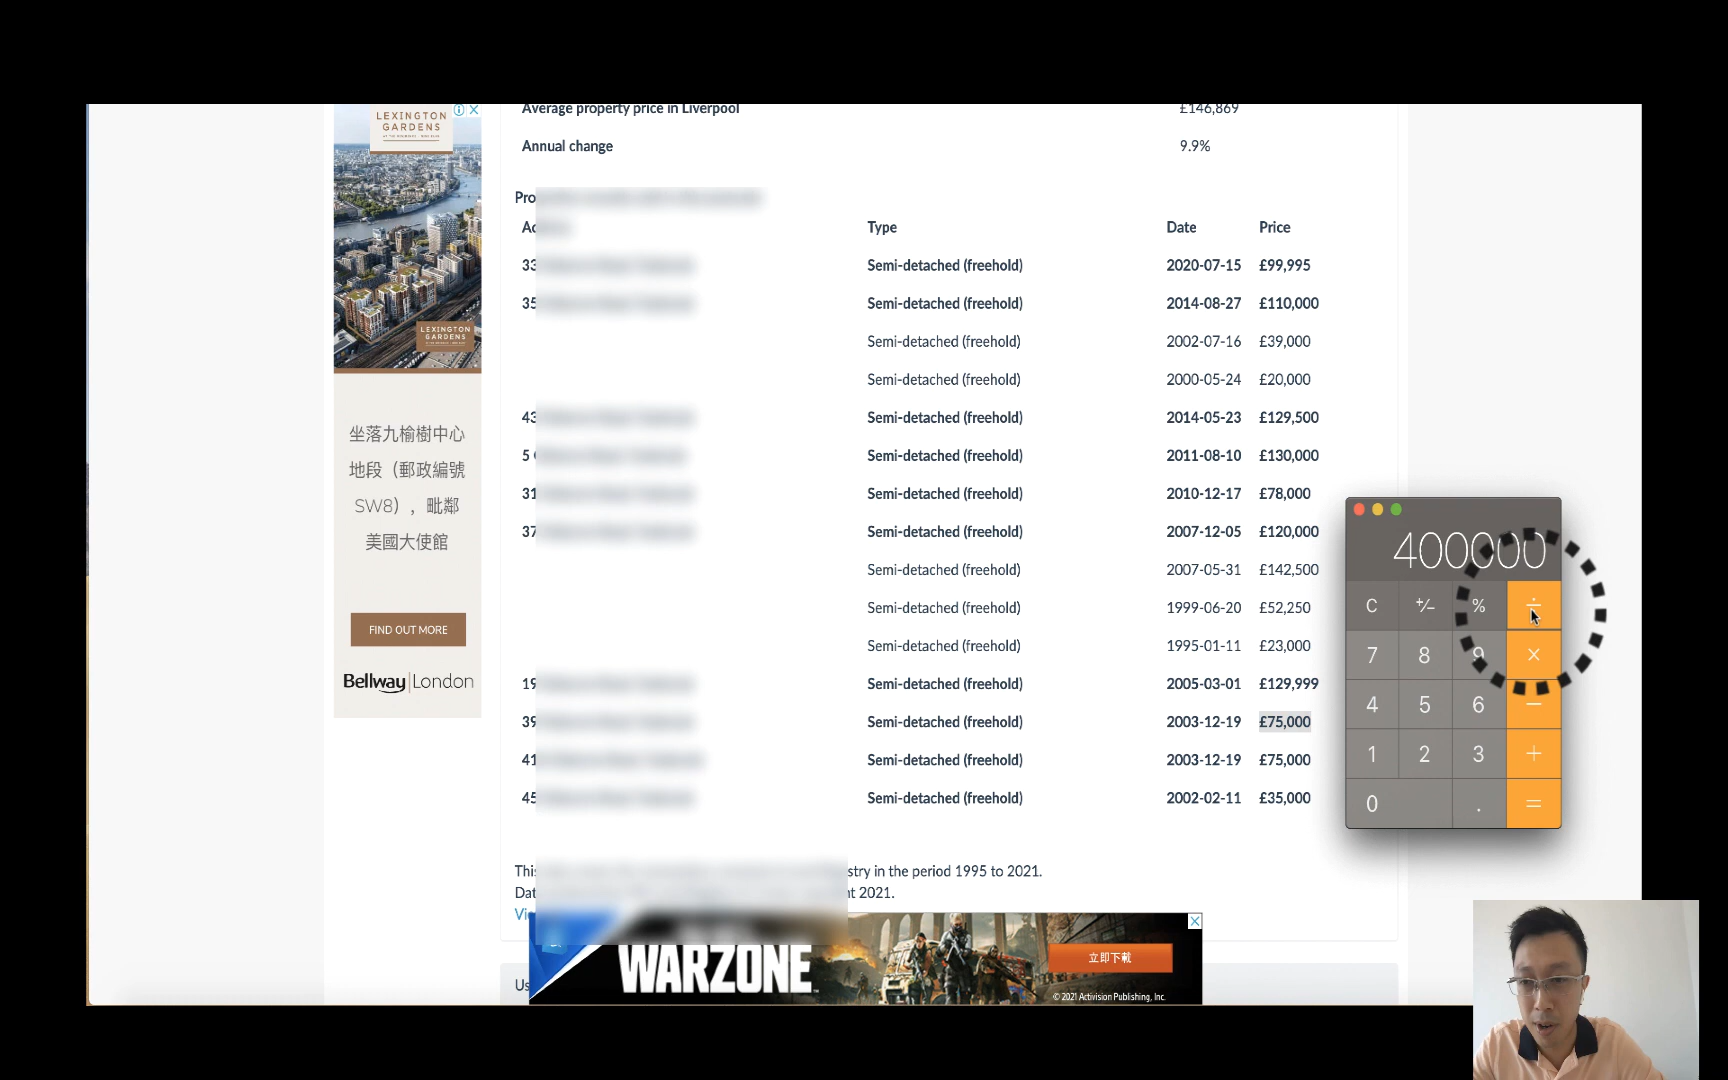 Average property price in Liverpool £146,869
Annual change 9.9%
LEXINGTON
GARDENS
Type Date Price
33 Semi-detached (freehold) 2020-07-15 £99,995
35 Semi-detached (freehold) 2014-08-27 £110,000
Semi-detached (freehold) 2002-07-16 £39,000
LEXINGTON
GARDENS
Semi-detached (freehold) 2000-05-24 £20,000
43 Semi-detached (freehold) 2014-05-23 £129,500
5 Semi-detached (freehold) 2011-08-10 £130,000
31 Semi-detached (freehold) 2010-12-17 £78,000
37 Semi-detached (freehold) 2007-12-05 £120,000
Semi-detached (freehold) 2007-05-31 £142,500
Semi-detached (freehold) 1999-06-20 £52,250
Semi-detached (freehold) 1995-01-11 £23,000
19 Semi-detached (freehold) 2005-03-01 £129,999
39 Semi-detached (freehold) 2003-12-19 £75,000
41 Semi-detached (freehold) 2003-12-19 £75,000
45 Semi-detached (freehold) 2002-02-11 £35,000
坐落九榆樹中心
地段（郵政編號
SW8），毗鄰
美國大使館
FIND OUT MORE
Bellway London
in the period 1995 to 2021.
2021.
WARZONE
立即下載
© 2021 Activision Publishing, Inc.
400000
C +/− % ÷
7 8 9 ×
4 5 6 −
1 2 3 +
0 . =